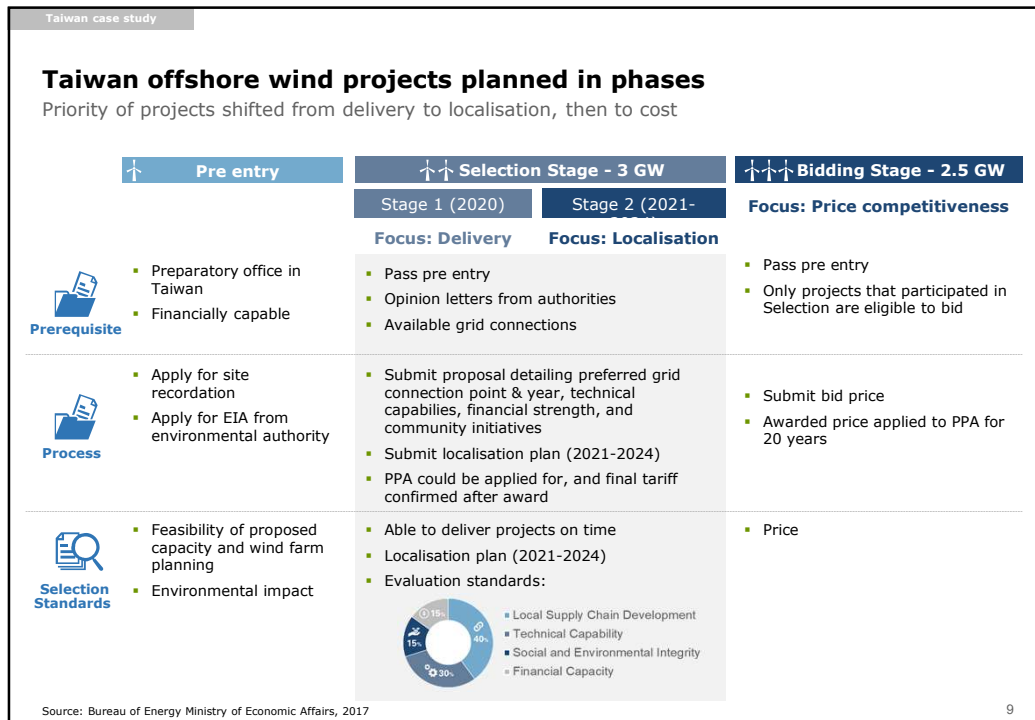 Taiwan case study
Taiwan offshore wind projects planned in phases
Priority of projects shifted from delivery to localisation, then to cost
Pre entry
Selection Stage - 3 GW
Bidding Stage - 2.5 GW
Stage 1 (2020)
Stage 2 (2021-
Focus: Price competitiveness
Focus: Delivery
Focus: Localisation
Prerequisite
▪ Preparatory office in
Taiwan
▪ Financially capable
▪ Pass pre entry
▪ Opinion letters from authorities
▪ Available grid connections
▪ Pass pre entry
▪ Only projects that participated in
Selection are eligible to bid
Process
▪ Apply for site
recordation
▪ Apply for EIA from
environmental authority
▪ Submit proposal detailing preferred grid
connection point & year, technical
capabilies, financial strength, and
community initiatives
▪ Submit localisation plan (2021-2024)
▪ PPA could be applied for, and final tariff
confirmed after award
▪ Submit bid price
▪ Awarded price applied to PPA for
20 years
Selection
Standards
▪ Feasibility of proposed
capacity and wind farm
planning
▪ Environmental impact
▪ Able to deliver projects on time
▪ Localisation plan (2021-2024)
▪ Evaluation standards:
15%
40%
15%
30%
Local Supply Chain Development
Technical Capability
Social and Environmental Integrity
Financial Capacity
▪ Price
Source: Bureau of Energy Ministry of Economic Affairs, 2017
9